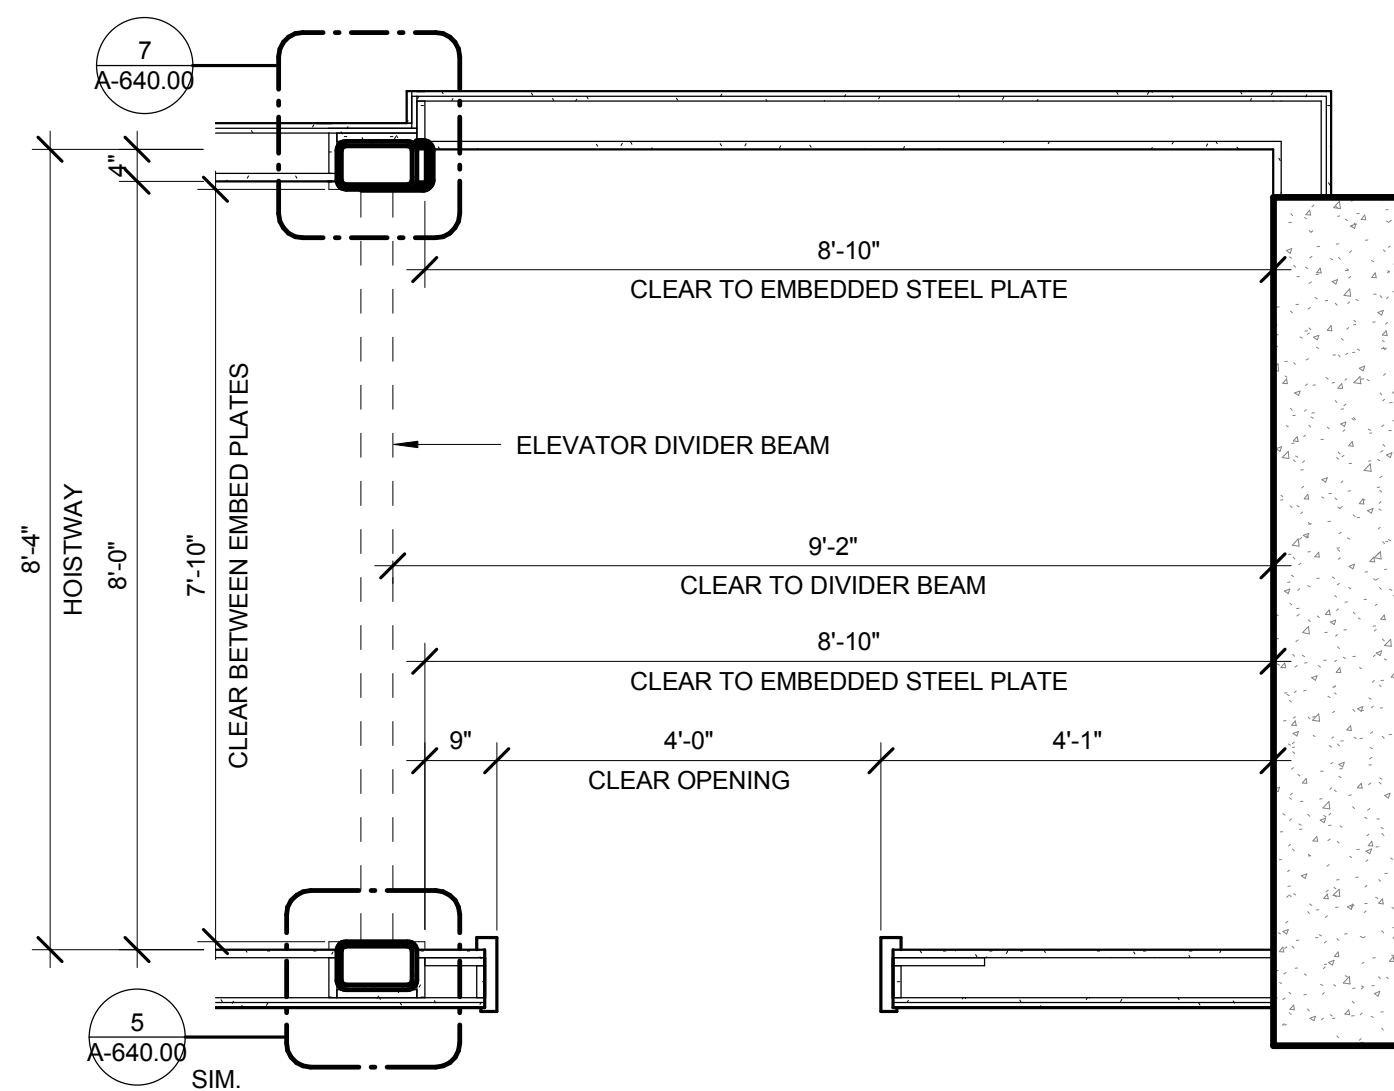 7
A-640.00
4"
8'-10"
CLEAR TO EMBEDDED STEEL PLATE
ELEVATOR DIVIDER BEAM
8'-4"
HOISTWAY
8'-0"
7'-10"
CLEAR BETWEEN EMBED PLATES
9'-2"
CLEAR TO DIVIDER BEAM
8'-10"
CLEAR TO EMBEDDED STEEL PLATE
9"
4'-0"
4'-1"
CLEAR OPENING
5
A-640.00
SIM.